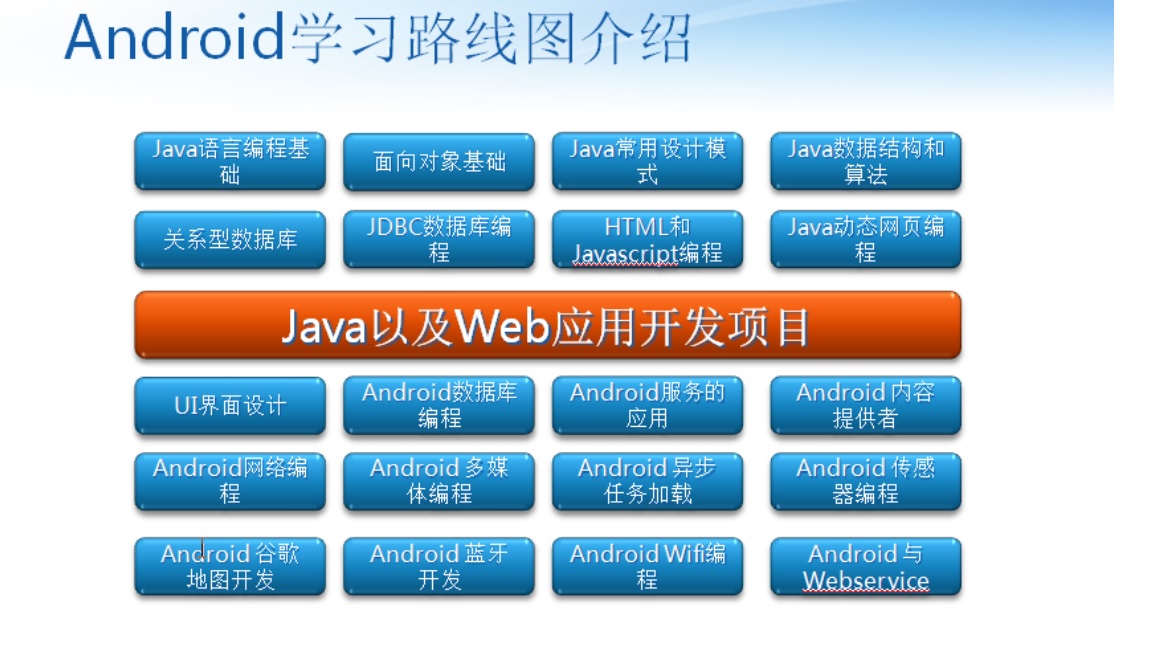 Android学习路线图介绍
Java语言编程基
础
面向对象基础
Java常用设计模
式
Java数据结构和
算法
关系型数据库
JDBC数据库编
程
HTML和
Javascript编程
Java动态网页编
程
Java以及Web应用开发项目
UI界面设计
Android数据库
编程
Android服务的
应用
Android 内容
提供者
Android网络编
程
Android 多媒
体编程
Android 异步
任务加载
Android 传感
器编程
Android 谷歌
地图开发
Android 蓝牙
开发
Android Wifi编
程
Android 与
Webservice